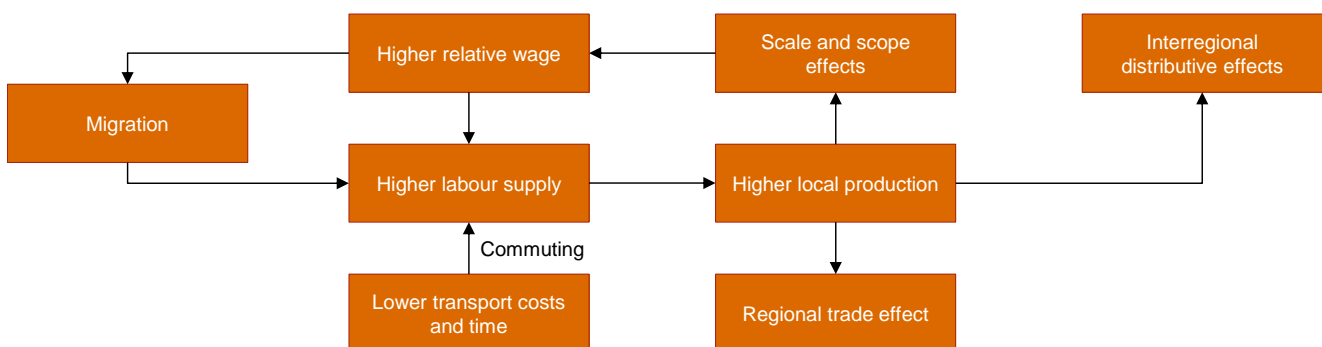 Higher relative wage
Scale and scope
effects
Interregional
distributive effects
Migration
Higher labour supply
Higher local production
Commuting
Lower transport costs
and time
Regional trade effect